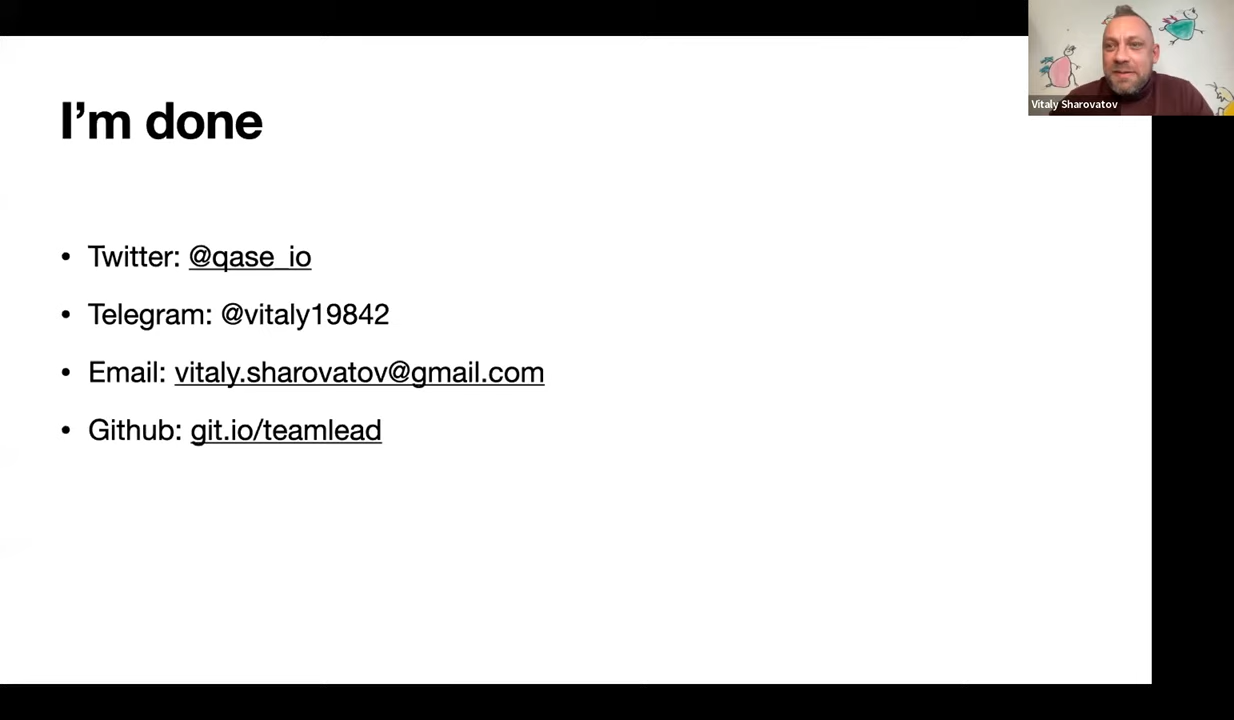 I'm done
• Twitter: @qase_io
• Telegram: @vitaly19842
• Email: vitaly.sharovatov@gmail.com
• Github: git.io/teamlead
Vitaly Sharovatov